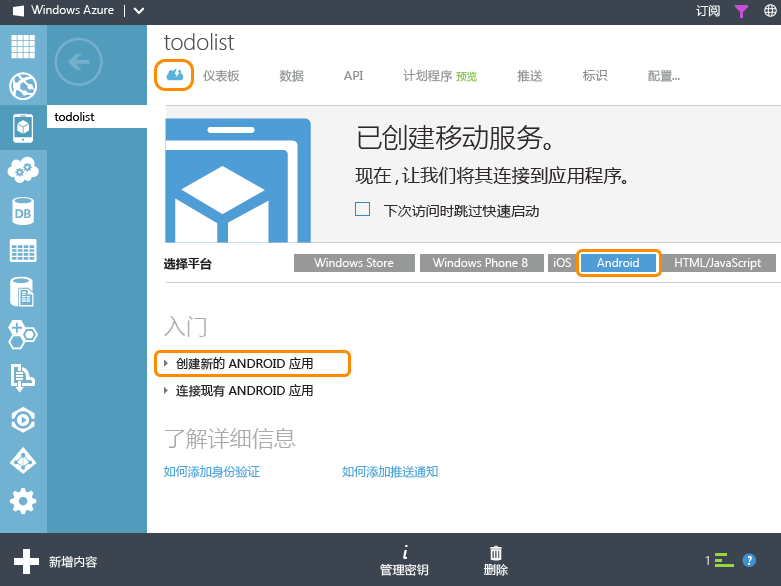 Windows Azure 订阅
todolist
仪表板 数据 API 计划程序 预览 推送 标识 配置...
todolist
已创建移动服务。
现在,让我们将其连接到应用程序。
下次访问时跳过快速启动
选择平台 Windows Store Windows Phone 8 iOS Android HTML/JavaScript
入门
创建新的 ANDROID 应用
连接现有 ANDROID 应用
了解详细信息
如何添加身份验证 如何添加推送通知
DB
新增内容 i 管理密钥 删除 1 ?